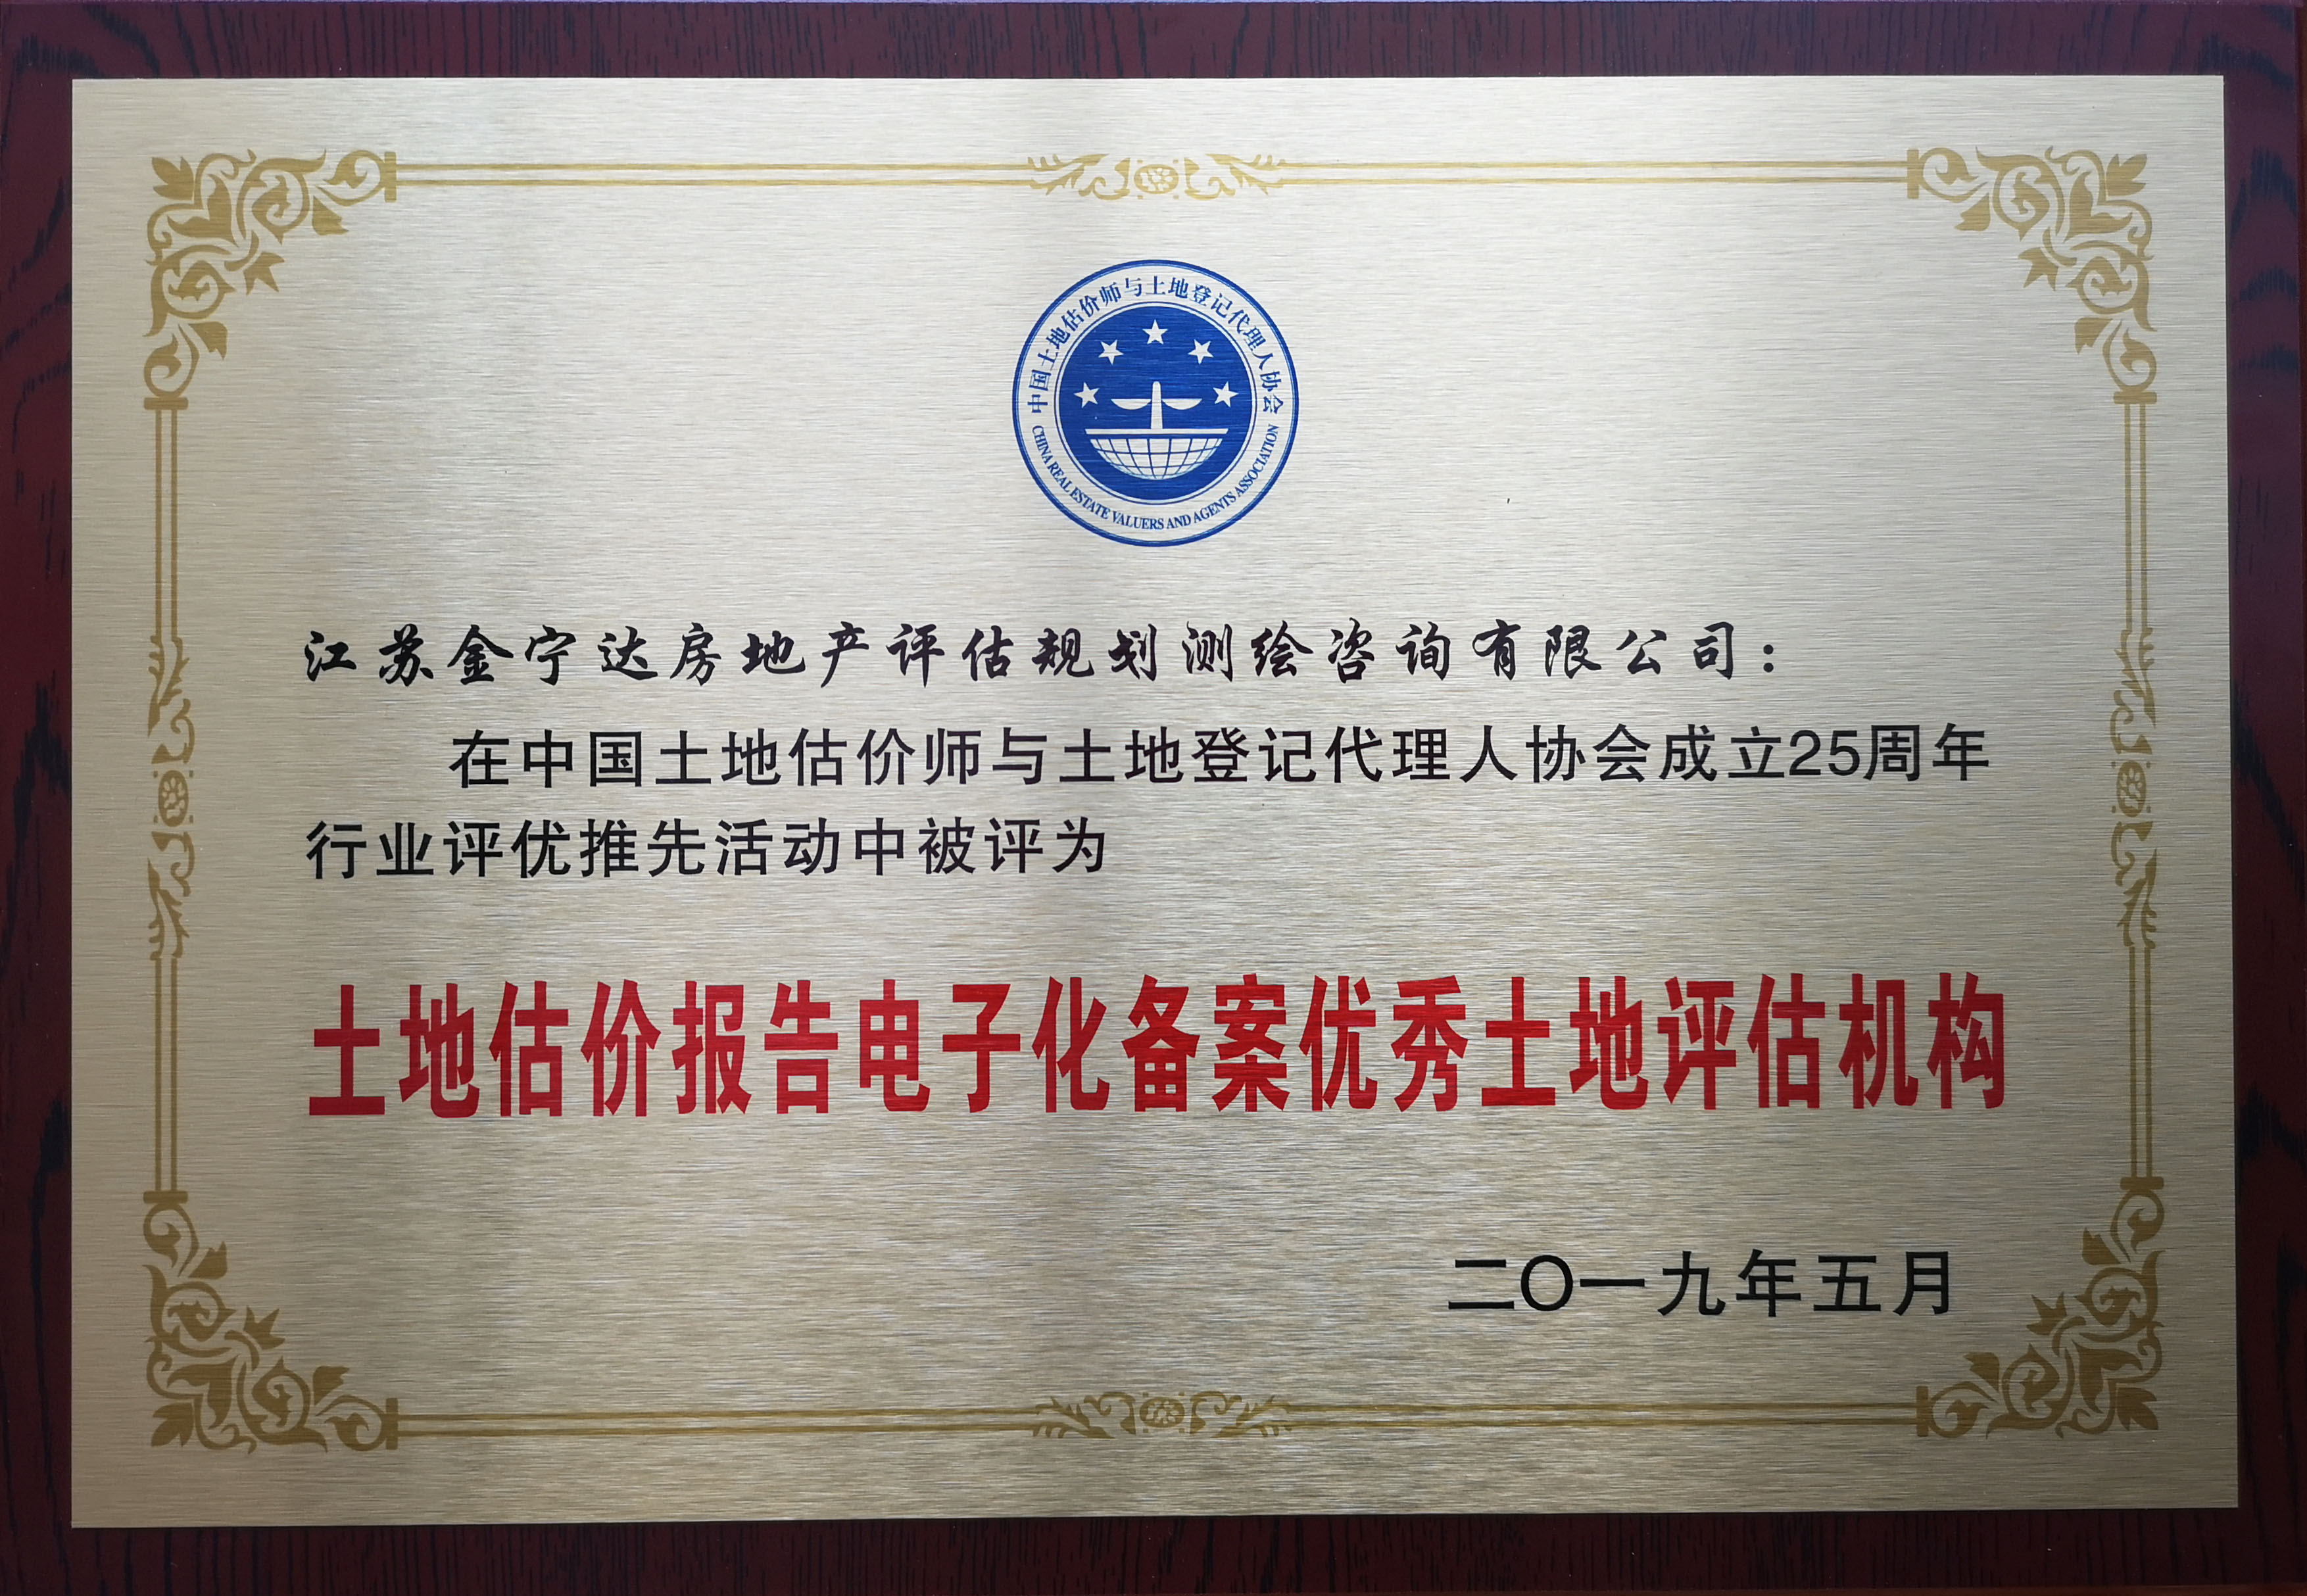 中国土地估价师与土地登记代理人协会
CHINA REAL ESTATE VALUERS AND AGENTS ASSOCIATION
江苏金宁达房地产评估规划测绘咨询有限公司：
在中国土地估价师与土地登记代理人协会成立25周年
行业评优推先活动中被评为
土地估价报告电子化备案优秀土地评估机构
二〇一九年五月